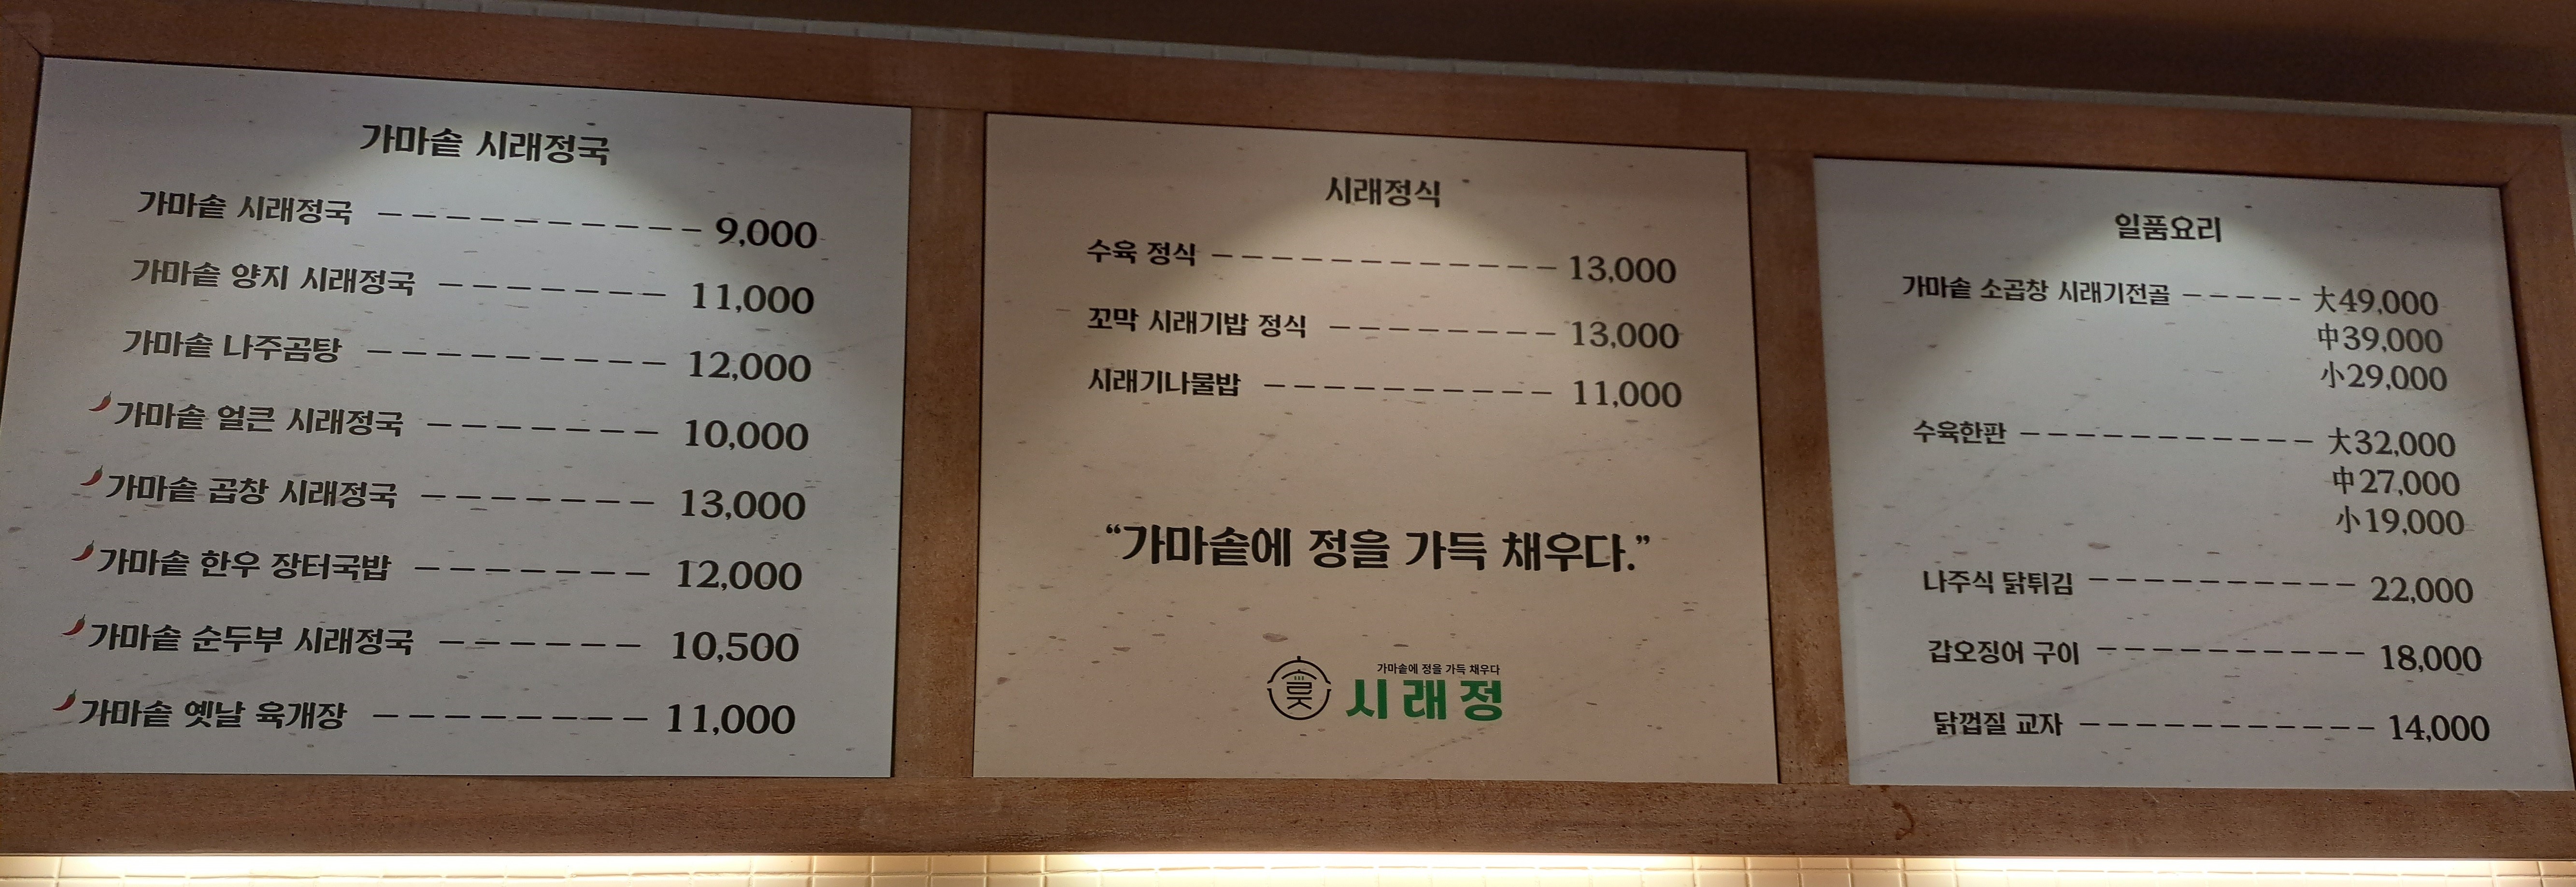 가마솥 시래정국
가마솥 시래정국 9,000
가마솥 양지 시래정국 11,000
가마솥 나주곰탕 12,000
가마솥 얼큰 시래정국 10,000
가마솥 곱창 시래정국 13,000
가마솥 한우 장터국밥 12,000
가마솥 순두부 시래정국 10,500
가마솥 옛날 육개장 11,000
시래정식
수육 정식 13,000
꼬막 시래기밥 정식 13,000
시래기나물밥 11,000
“가마솥에 정을 가득 채우다.”
가마솥에 정을 가득 채우다
시래정
일품요리
가마솥 소곱창 시래기전골 大49,000
中39,000
小29,000
수육한판 大32,000
中27,000
小19,000
나주식 닭튀김 22,000
갑오징어 구이 18,000
닭껍질 교자 14,000